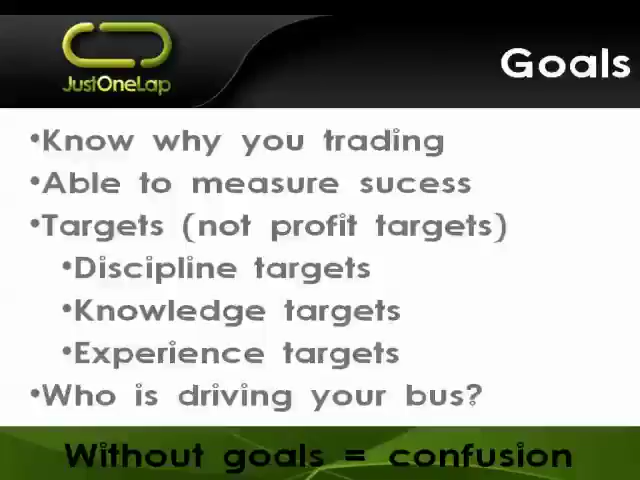 JustOneLap
Goals
•Know why you trading
•Able to measure sucess
•Targets (not profit targets)
•Discipline targets
•Knowledge targets
•Experience targets
•Who is driving your bus?
Without goals = confusion